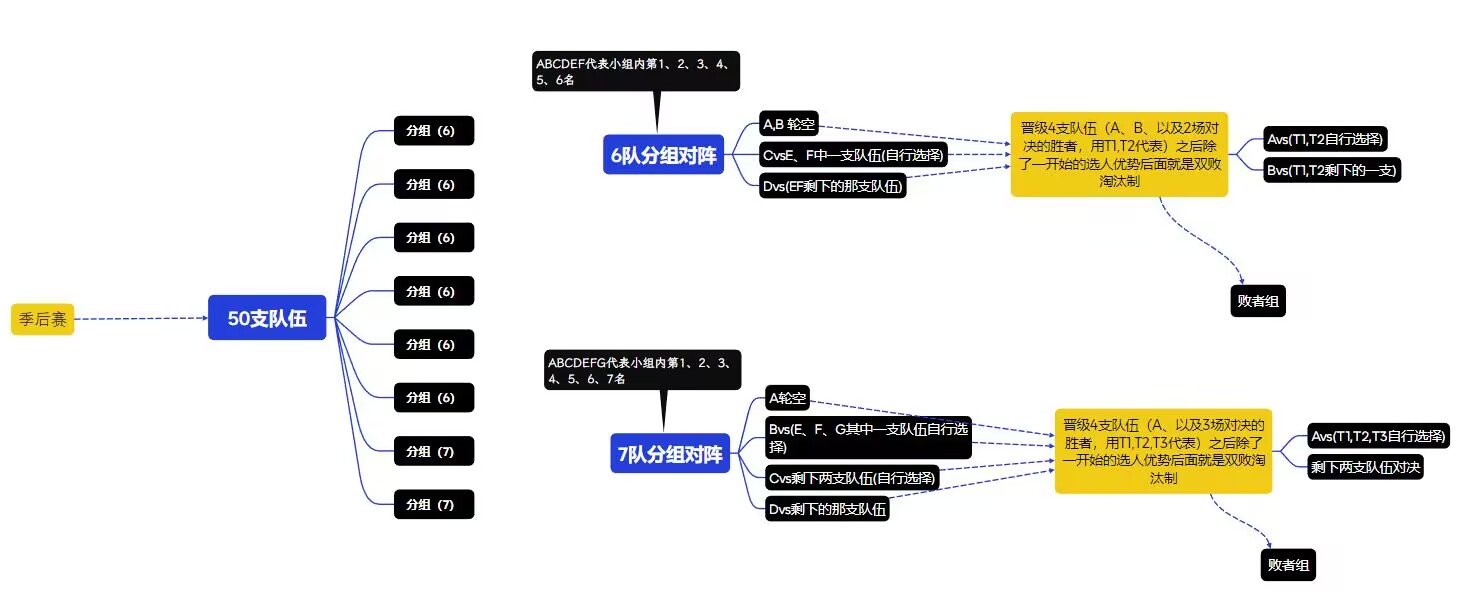 季后赛
50支队伍
分组（6）
分组（6）
分组（6）
分组（6）
分组（6）
分组（6）
分组（7）
分组（7）
ABCDEF代表小组内第1、2、3、4、
5、6名
6队分组对阵
A,B 轮空
CvsE、F中一支队伍(自行选择)
Dvs(EF剩下的那支队伍)
晋级4支队伍（A、B、以及2场对
决的胜者，用T1,T2代表）之后除
了一开始的选人优势后面就是双败
淘汰制
Avs(T1,T2自行选择)
Bvs(T1,T2剩下的一支)
败者组
ABCDEFG代表小组内第1、2、3、
4、5、6、7名
7队分组对阵
A轮空
Bvs(E、F、G其中一支队伍自行选
择)
Cvs剩下两支队伍(自行选择)
Dvs剩下的那支队伍
晋级4支队伍（A、以及3场对决的
胜者，用T1,T2,T3代表）之后除了
一开始的选人优势后面就是双败淘
汰制
Avs(T1,T2,T3自行选择)
剩下两支队伍对决
败者组